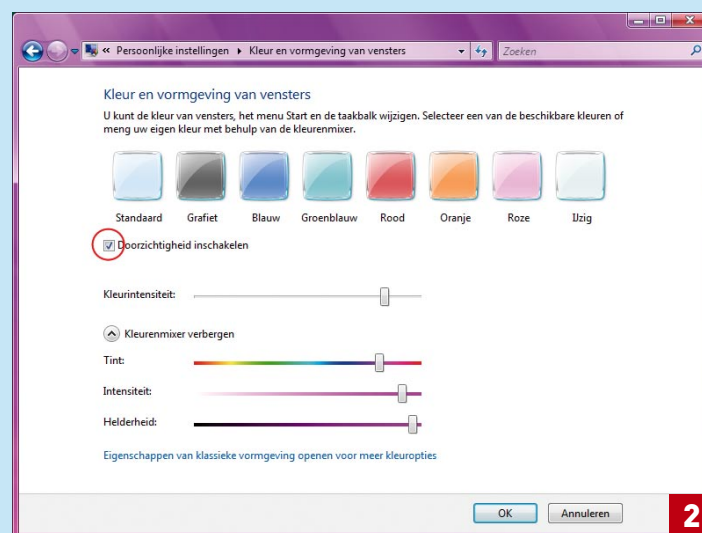 « Persoonlijke instellingen ▸ Kleur en vormgeving van vensters
Zoeken
Kleur en vormgeving van vensters
U kunt de kleur van vensters, het menu Start en de taakbalk wijzigen. Selecteer een van de beschikbare kleuren of
meng uw eigen kleur met behulp van de kleurenmixer.
Standaard Grafiet Blauw Groenblauw Rood Oranje Roze IJzig
Doorzichtigheid inschakelen
Kleurintensiteit:
Kleurenmixer verbergen
Tint:
Intensiteit:
Helderheid:
Eigenschappen van klassieke vormgeving openen voor meer kleuropties
OK Annuleren
2